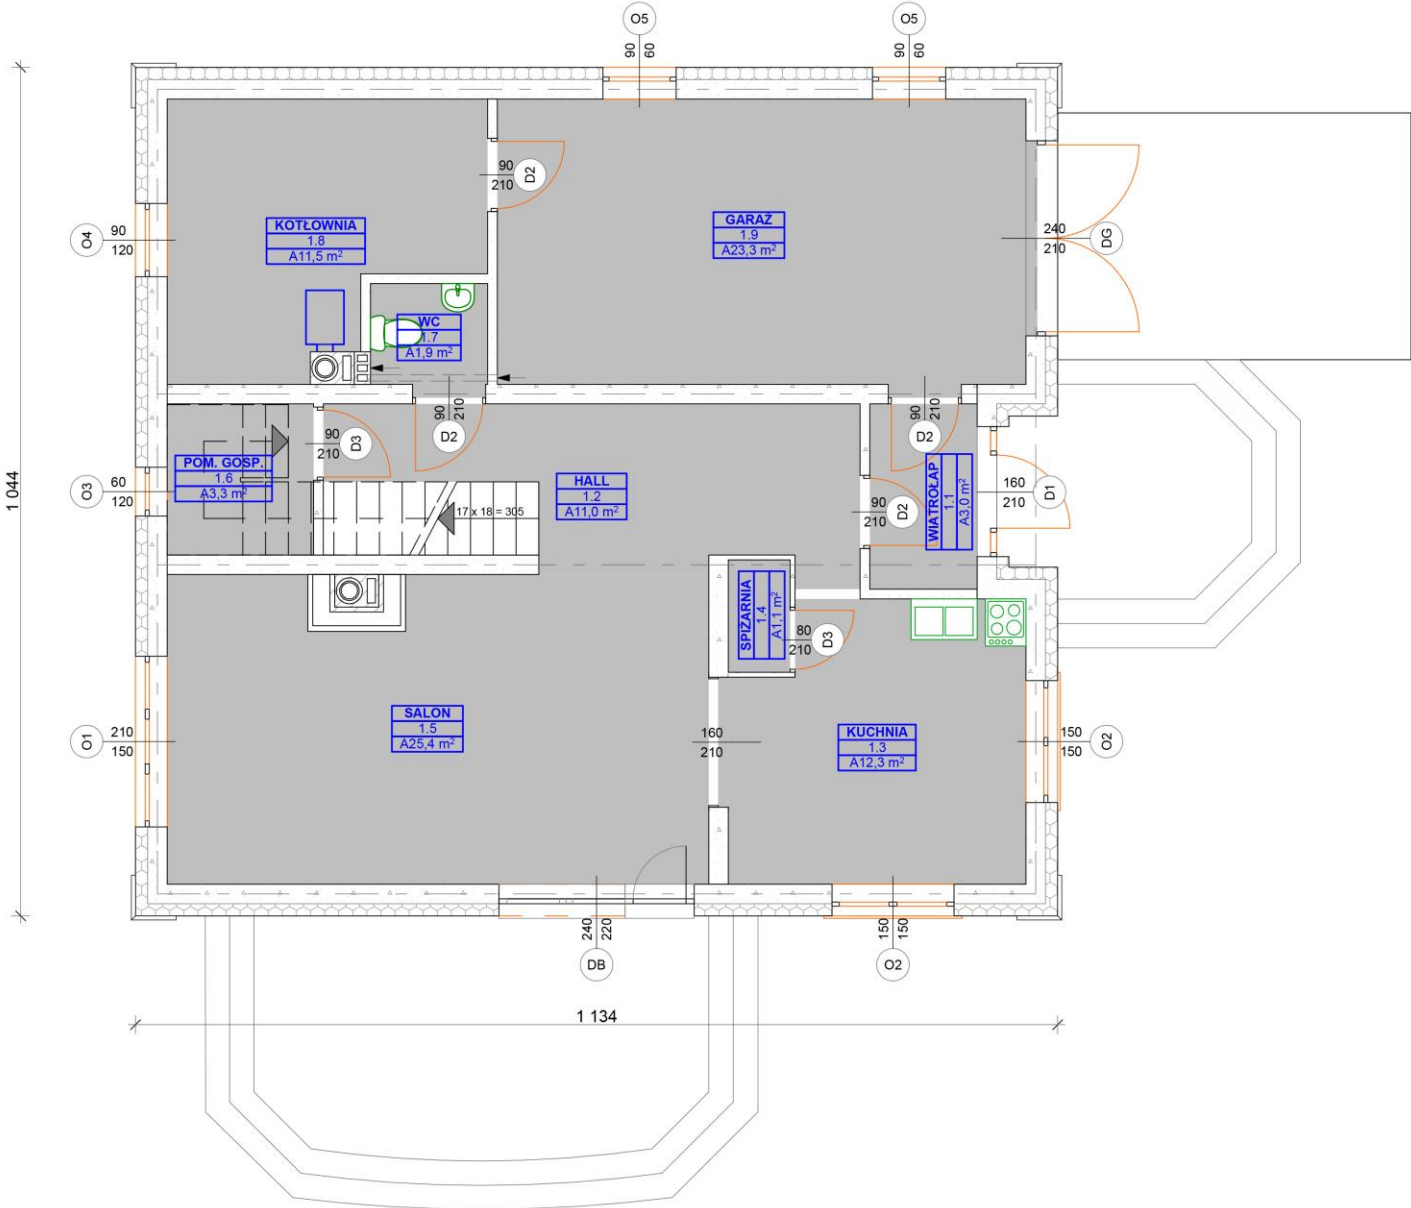 O5
90
60
O5
90
60
1 044
O4
90
120
KOTŁOWNIA
1.8
A11,5 m²
90
210
D2
GARAŻ
1.9
A23,3 m²
240
210
DG
WC
1.7
A1,9 m²
90
210
D2
90
210
D3
90
210
D2
O3
60
120
POM. GOSP.
1.6
A3,3 m²
17 x 18 = 305
HALL
1.2
A11,0 m²
90
210
D2
WIATROŁAP
1.1
A3,0 m²
160
210
D1
SPIŻARNIA
1.4
A1,1 m²
80
210
D3
O1
210
150
SALON
1.5
A25,4 m²
160
210
KUCHNIA
1.3
A12,3 m²
150
150
O2
240
220
DB
150
150
O2
1 134